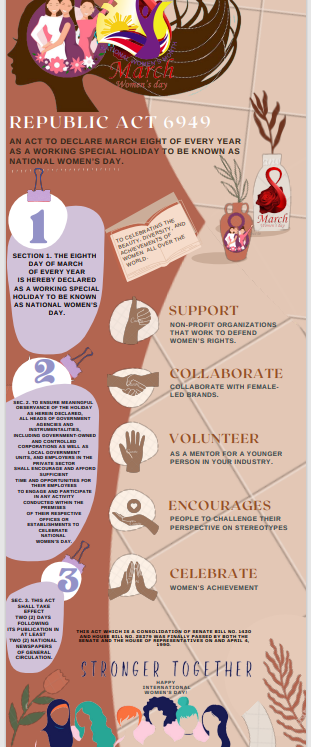 March
Women's day
REPUBLIC ACT 6949
AN ACT TO DECLARE MARCH EIGHT OF EVERY YEAR
AS A WORKING SPECIAL HOLIDAY TO BE KNOWN AS
NATIONAL WOMEN'S DAY.
1
SECTION 1. THE EIGHTH
DAY OF MARCH
OF EVERY YEAR
IS HEREBY DECLARED
AS A WORKING SPECIAL
HOLIDAY TO BE KNOWN
AS NATIONAL WOMEN'S
DAY.
TO CELEBRATING THE
BEAUTY, DIVERSITY, AND
ACHIEVEMENTS OF
WOMEN ALL OVER THE
WORLD.
March
Women's Day
SUPPORT
NON-PROFIT ORGANIZATIONS
THAT WORK TO DEFEND
WOMEN'S RIGHTS.
2
SEC. 2. TO ENSURE MEANINGFUL
OBSERVANCE OF THE HOLIDAY
AS HEREIN DECLARED,
ALL HEADS OF GOVERNMENT
AGENCIES AND
INSTRUMENTALITIES,
INCLUDING GOVERNMENT-OWNED
AND CONTROLLED
CORPORATIONS AS WELL AS
LOCAL GOVERNMENT
UNITS, AND EMPLOYERS IN THE
PRIVATE SECTOR
SHALL ENCOURAGE AND AFFORD
SUFFICIENT
TIME AND OPPORTUNITIES FOR
THEIR EMPLOYEES
TO ENGAGE AND PARTICIPATE
IN ANY ACTIVITY
CONDUCTED WITHIN THE
PREMISES
OF THEIR RESPECTIVE
OFFICES OR
ESTABLISHMENTS TO
CELEBRATE
NATIONAL
WOMEN'S DAY.
COLLABORATE
COLLABORATE WITH FEMALE-
LED BRANDS.
VOLUNTEER
AS A MENTOR FOR A YOUNGER
PERSON IN YOUR INDUSTRY.
ENCOURAGES
PEOPLE TO CHALLENGE THEIR
PERSPECTIVE ON STEREOTYPES
CELEBRATE
WOMEN'S ACHIEVEMENT
3
SEC. 3. THIS ACT
SHALL TAKE
EFFECT
TWO (2) DAYS
FOLLOWING
ITS PUBLICATION IN
AT LEAST
TWO (2) NATIONAL
NEWSPAPERS
OF GENERAL
CIRCULATION.
THIS ACT WHICH IS A CONSOLIDATION OF SENATE BILL NO. 1420
AND HOUSE BILL NO. 28276 WAS FINALLY PASSED BY BOTH THE
SENATE AND THE HOUSE OF REPRESENTATIVES ON AND APRIL 4,
1990.
STRONGER TOGETHER
HAPPY
INTERNATIONAL
WOMEN'S DAY!